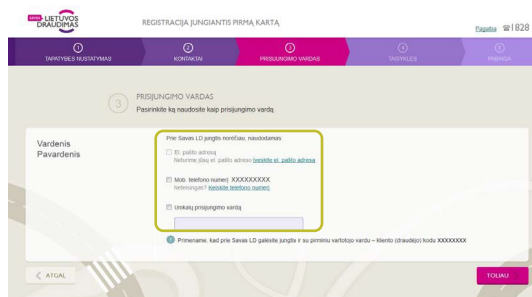 SAVAS LIETUVOS
DRAUDIMAS
REGISTRACIJA JUNGIANTIS PIRMĄ KARTĄ
Pagalba ☎1828
1 2 3 4 5
TAPATYBĖS NUSTATYMAS KONTAKTAI PRISIJUNGIMO VARDAS TAISYKLĖS PABAIGA
3 PRISIJUNGIMO VARDAS
Pasirinkite ką naudosite kaip prisijungimo vardą
Vardenis
Pavardenis
Prie Savas LD jungtis norėčiau, naudodamas
El. pašto adresą
Neturime jūsų el. pašto adreso Įveskite el. pašto adresą
Mob. telefono numerį XXXXXXXXX
Neteisingas? Keiskite telefono numerį
Unikalų prisijungimo vardą
Primename, kad prie Savas LD galėsite jungtis ir su pirminiu vartotojo vardu – kliento (draudėjo) kodu XXXXXXXX
< ATGAL
TOLIAU